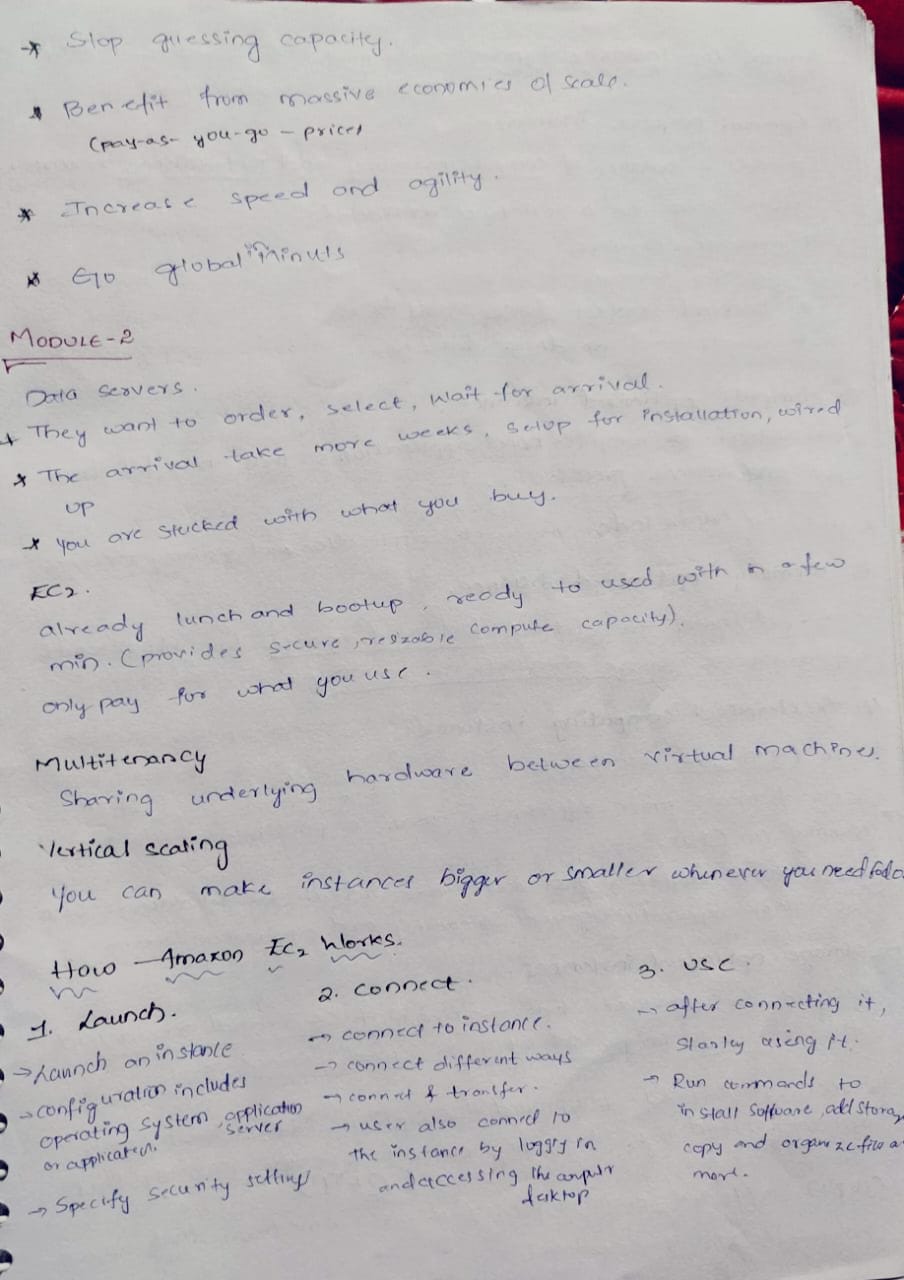 * Stop guessing capacity.
* Benefit from massive economics of scale.
(pay-as-you-go-prices
* Increase speed and agility.
* Go global in minuts
MODULE-2
Data servers.
* They want to order, select, wait for arrival.
* The arrival take more weeks, setup for installation, wired
up
* you are stucked with what you buy.
EC2.
already lunch and bootup, ready to used with in a few
min. (provides secure, reszable compute capacity).
only pay for what you use.
Multitenancy
Sharing underlying hardware between virtual machines.
Vertical scaling
You can make instances bigger or smaller whenever you need
How Amazon EC2 Works.
1. Launch.
→ Launch an instance
→ configuration includes
operating system, application
server
or application.
→ Specify security settings
2. Connect.
→ connect to instance.
→ connect different ways
→ connect & transfer.
→ user also connect to
the instance by logging in
and accessing the
desktop
3. use.
→ after connecting it,
using it.
→ Run commands to
install software, add storage
copy and organize file
more.